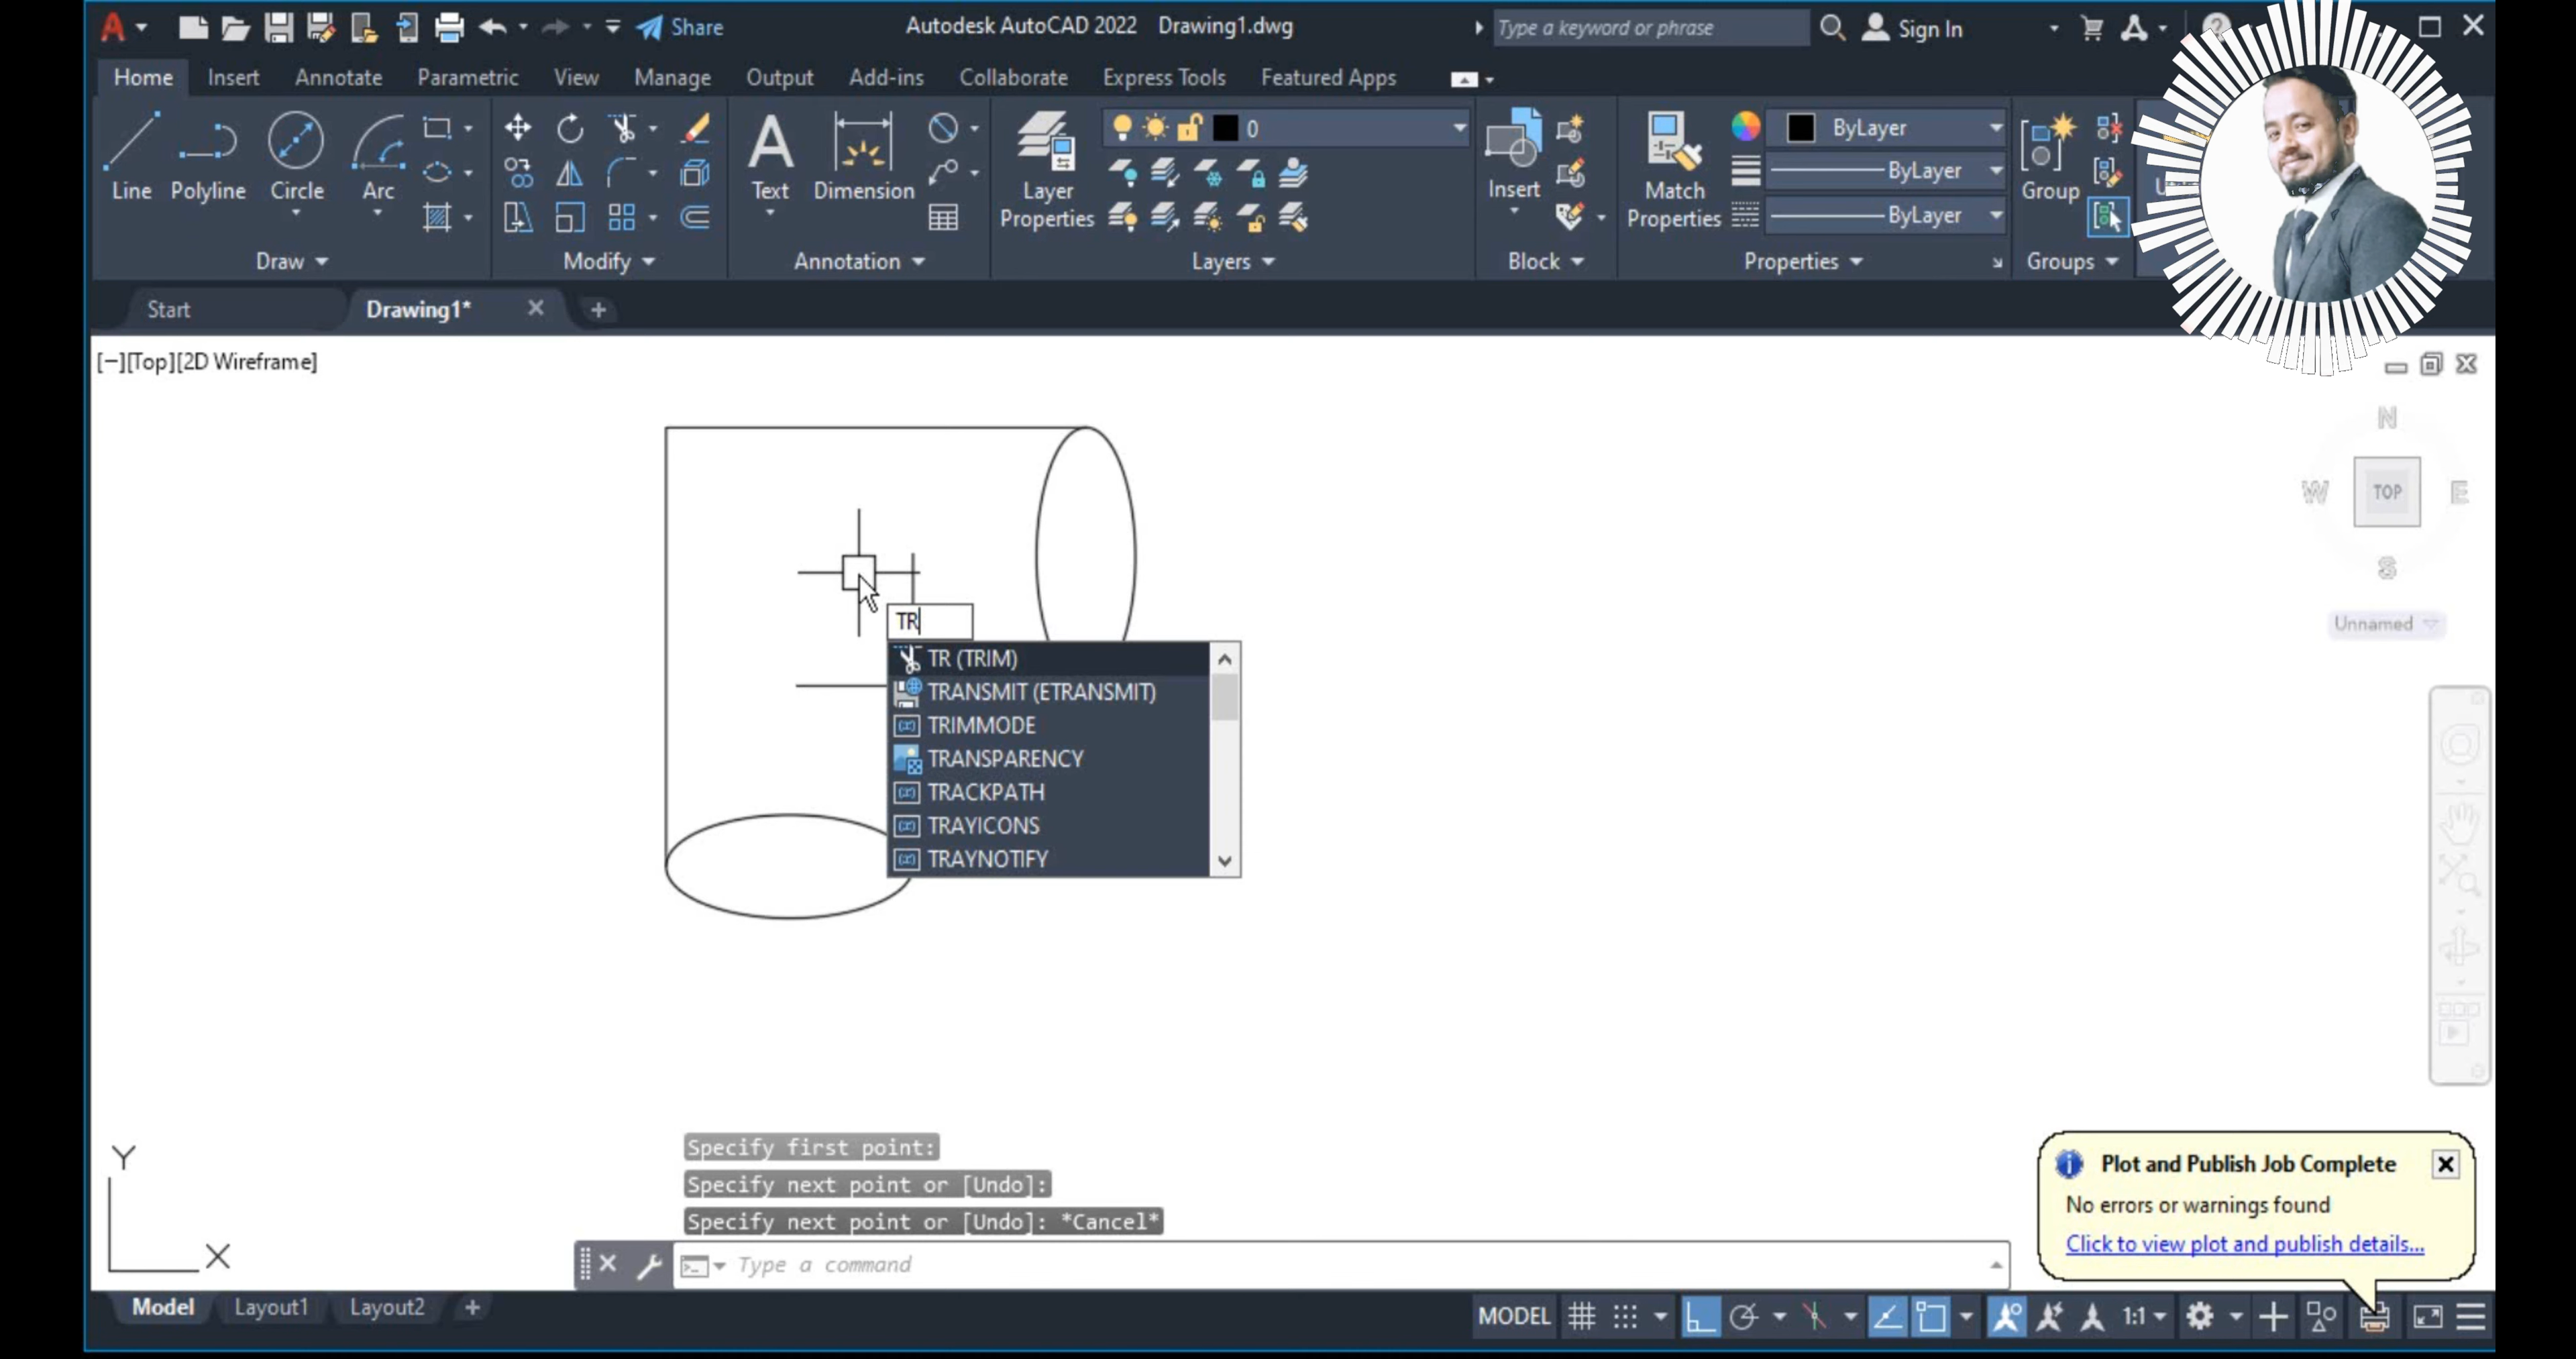 Share
Autodesk AutoCAD 2022 Drawing1.dwg
Type a keyword or phrase
Sign In
Home Insert Annotate Parametric View Manage Output Add-ins Collaborate Express Tools Featured Apps
Line Polyline Circle Arc
Draw
Modify
Text Dimension
Annotation
Layer Properties
0
Layers
Insert
Block
Match Properties
ByLayer
ByLayer
ByLayer
Properties
Group
Groups
Start Drawing1*
[−][Top][2D Wireframe]
N
W TOP E
S
Unnamed
TR
TR (TRIM)
TRANSMIT (ETRANSMIT)
TRIMMODE
TRANSPARENCY
TRACKPATH
TRAYICONS
TRAYNOTIFY
Y
X
Specify first point:
Specify next point or [Undo]:
Specify next point or [Undo]: *Cancel*
Type a command
Plot and Publish Job Complete
No errors or warnings found
Click to view plot and publish details...
Model Layout1 Layout2
MODEL 1:1